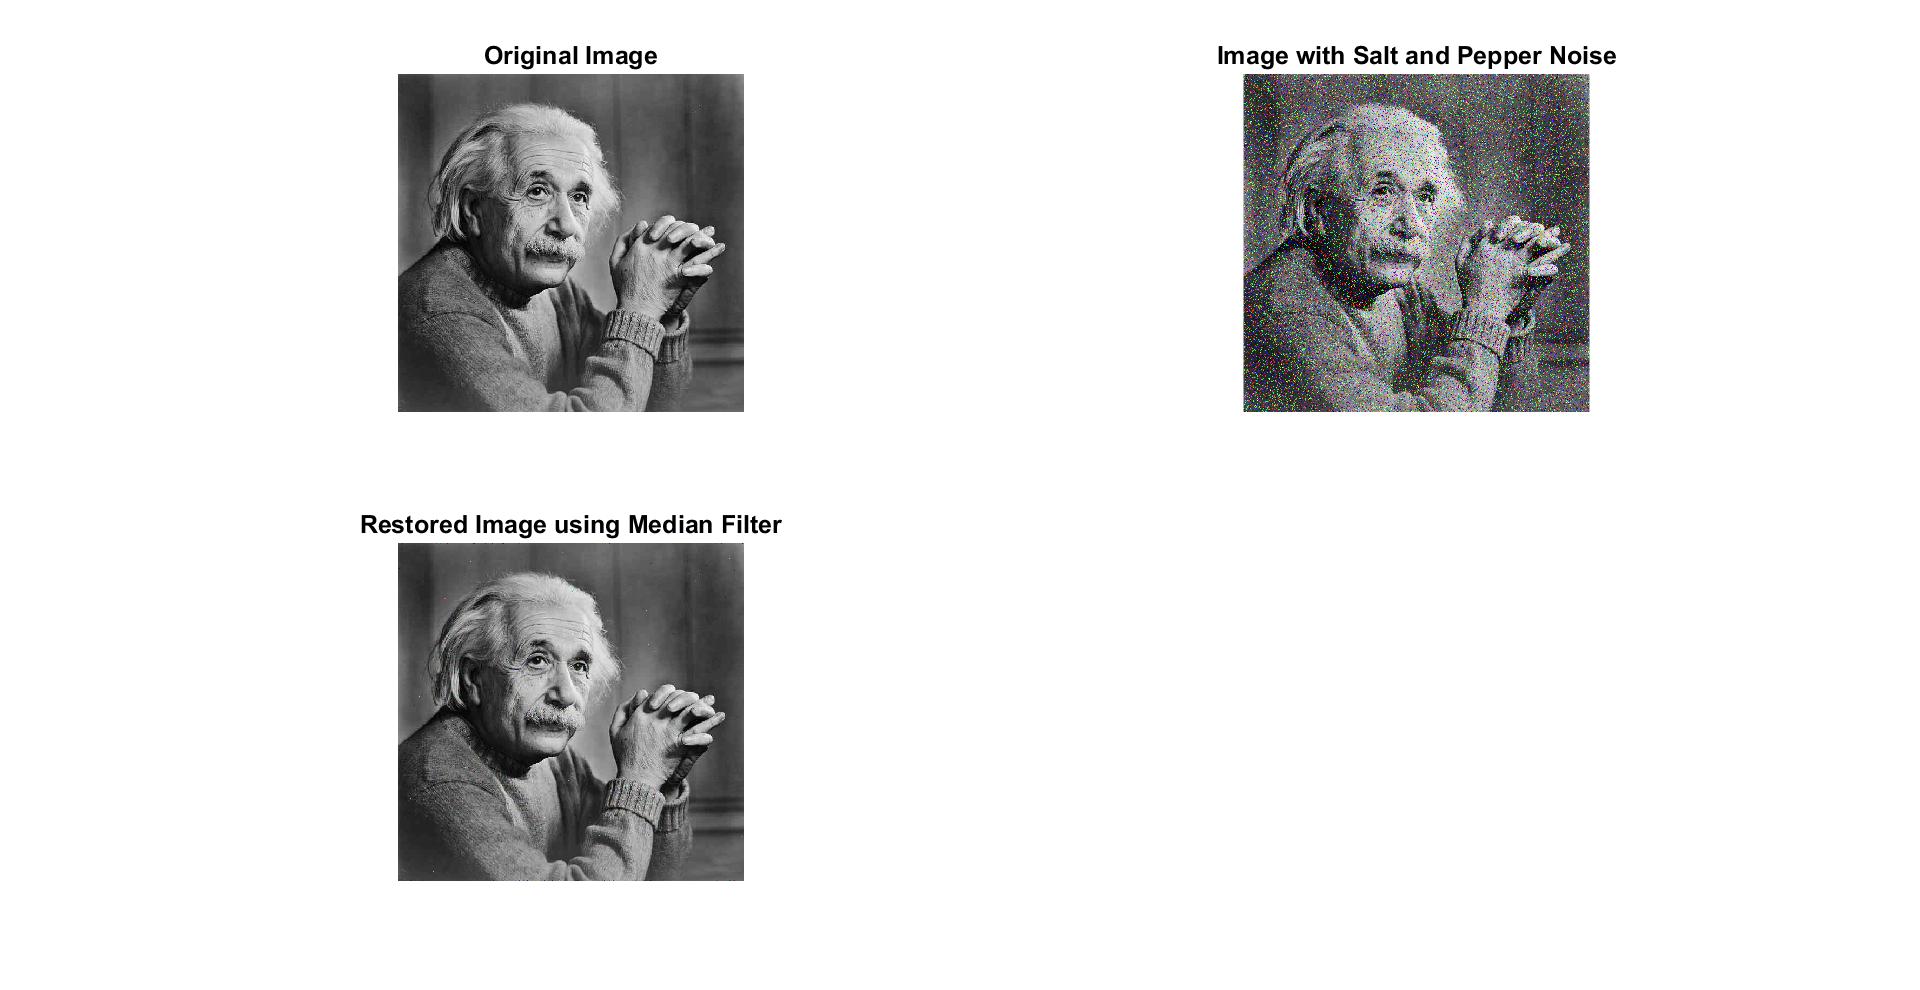 Original Image
Image with Salt and Pepper Noise
Restored Image using Median Filter